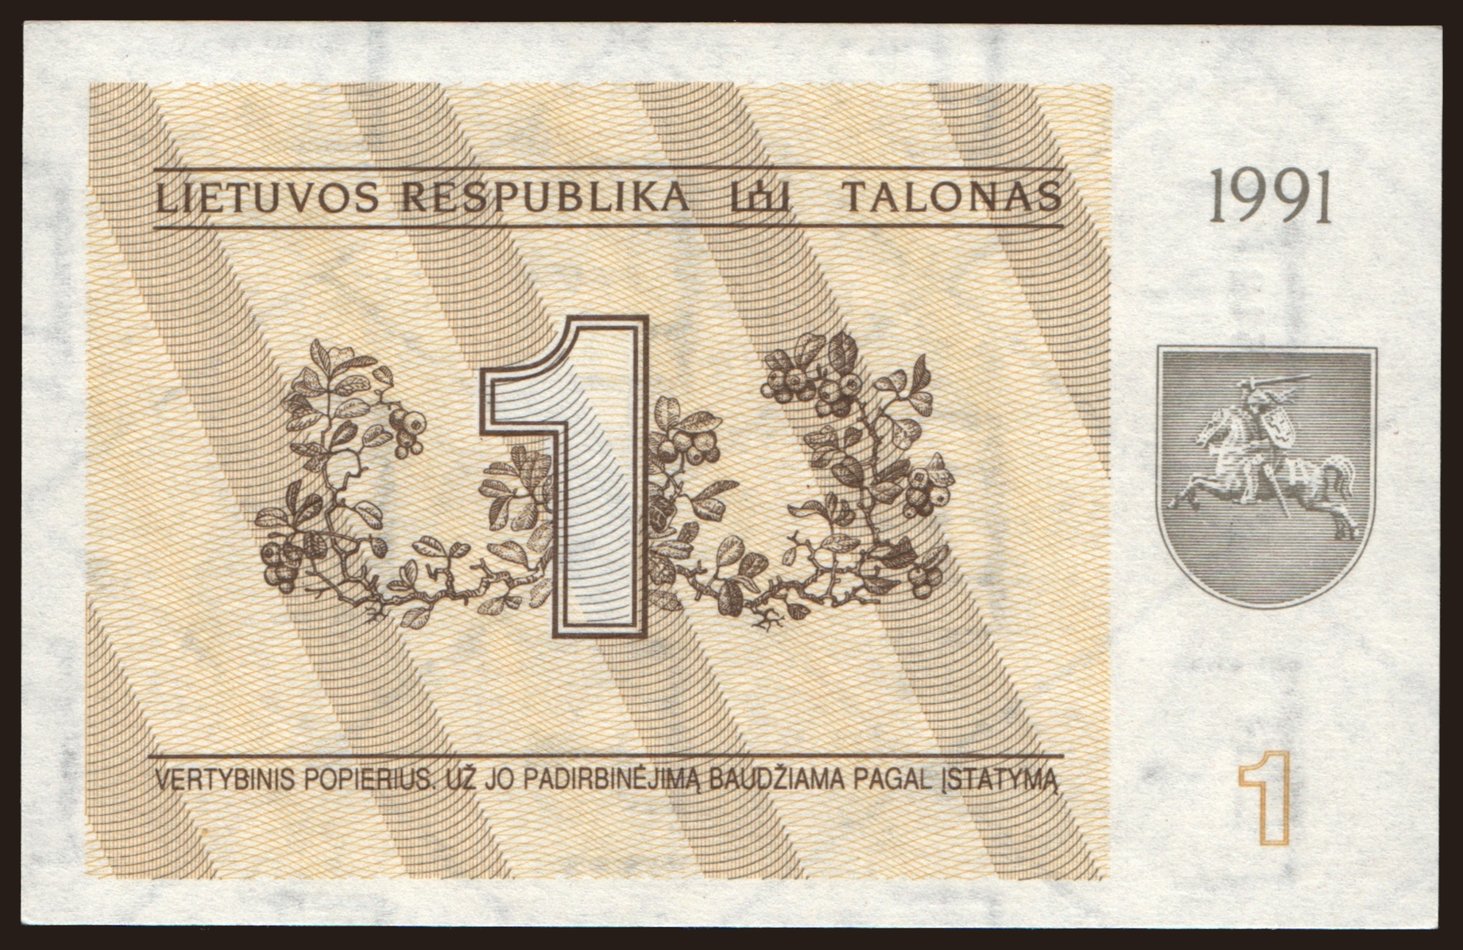 LIETUVOS RESPUBLIKA TALONAS
1991
1
VERTYBINIS POPIERIUS. UŽ JO PADIRBINĖJIMĄ BAUDŽIAMA PAGAL ĮSTATYMĄ
1